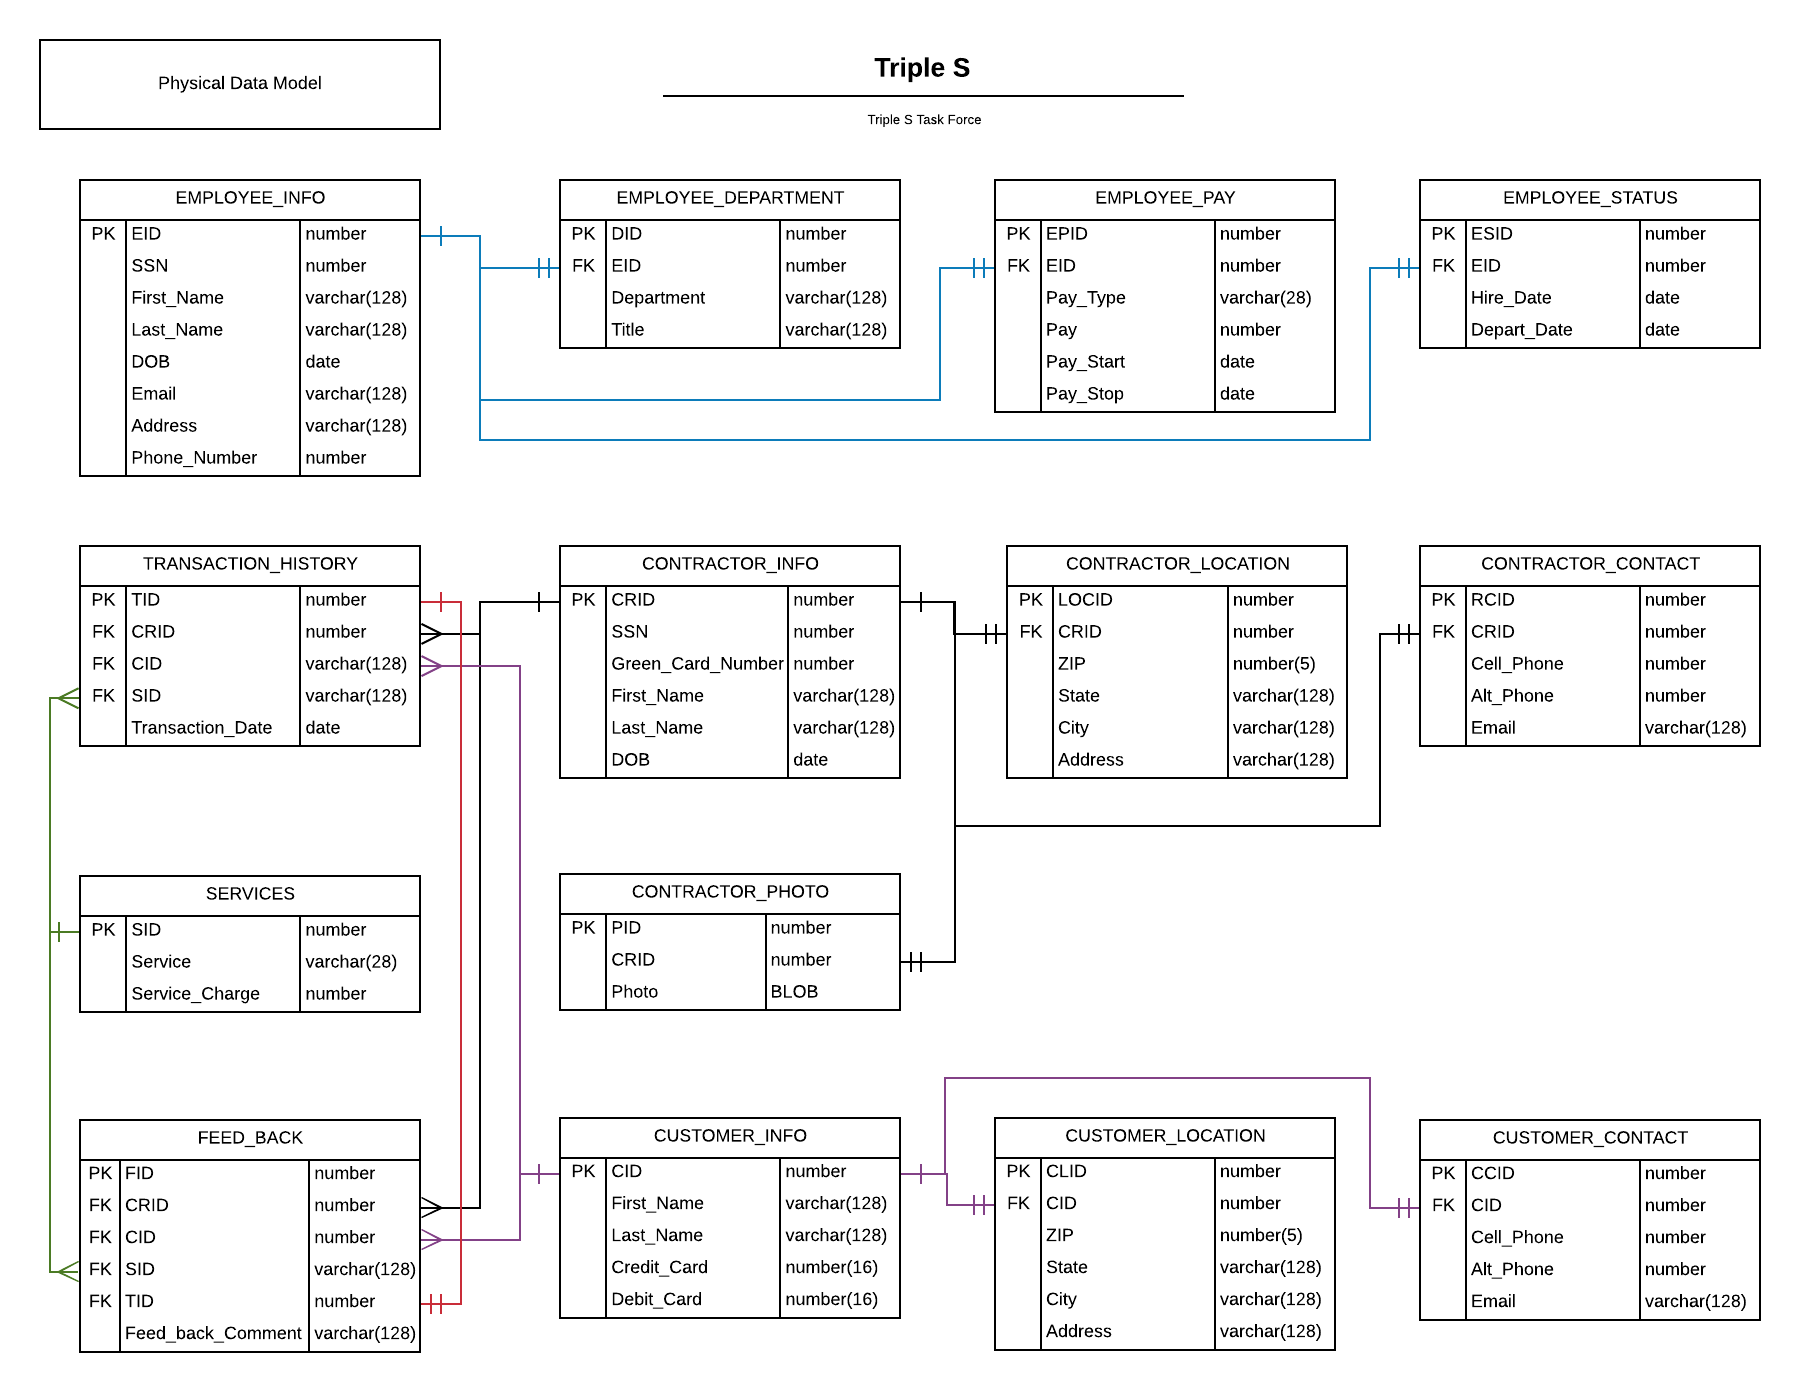 Physical Data Model
Triple S
Triple S Task Force
EMPLOYEE_INFO
PK EID number
SSN number
First_Name varchar(128)
Last_Name varchar(128)
DOB date
Email varchar(128)
Address varchar(128)
Phone_Number number
EMPLOYEE_DEPARTMENT
PK DID number
FK EID number
Department varchar(128)
Title varchar(128)
EMPLOYEE_PAY
PK EPID number
FK EID number
Pay_Type varchar(28)
Pay number
Pay_Start date
Pay_Stop date
EMPLOYEE_STATUS
PK ESID number
FK EID number
Hire_Date date
Depart_Date date
TRANSACTION_HISTORY
PK TID number
FK CRID number
FK CID varchar(128)
FK SID varchar(128)
Transaction_Date date
CONTRACTOR_INFO
PK CRID number
SSN number
Green_Card_Number number
First_Name varchar(128)
Last_Name varchar(128)
DOB date
CONTRACTOR_LOCATION
PK LOCID number
FK CRID number
ZIP number(5)
State varchar(128)
City varchar(128)
Address varchar(128)
CONTRACTOR_CONTACT
PK RCID number
FK CRID number
Cell_Phone number
Alt_Phone number
Email varchar(128)
SERVICES
PK SID number
Service varchar(28)
Service_Charge number
CONTRACTOR_PHOTO
PK PID number
CRID number
Photo BLOB
FEED_BACK
PK FID number
FK CRID number
FK CID number
FK SID varchar(128)
FK TID number
Feed_back_Comment varchar(128)
CUSTOMER_INFO
PK CID number
First_Name varchar(128)
Last_Name varchar(128)
Credit_Card number(16)
Debit_Card number(16)
CUSTOMER_LOCATION
PK CLID number
FK CID number
ZIP number(5)
State varchar(128)
City varchar(128)
Address varchar(128)
CUSTOMER_CONTACT
PK CCID number
FK CID number
Cell_Phone number
Alt_Phone number
Email varchar(128)